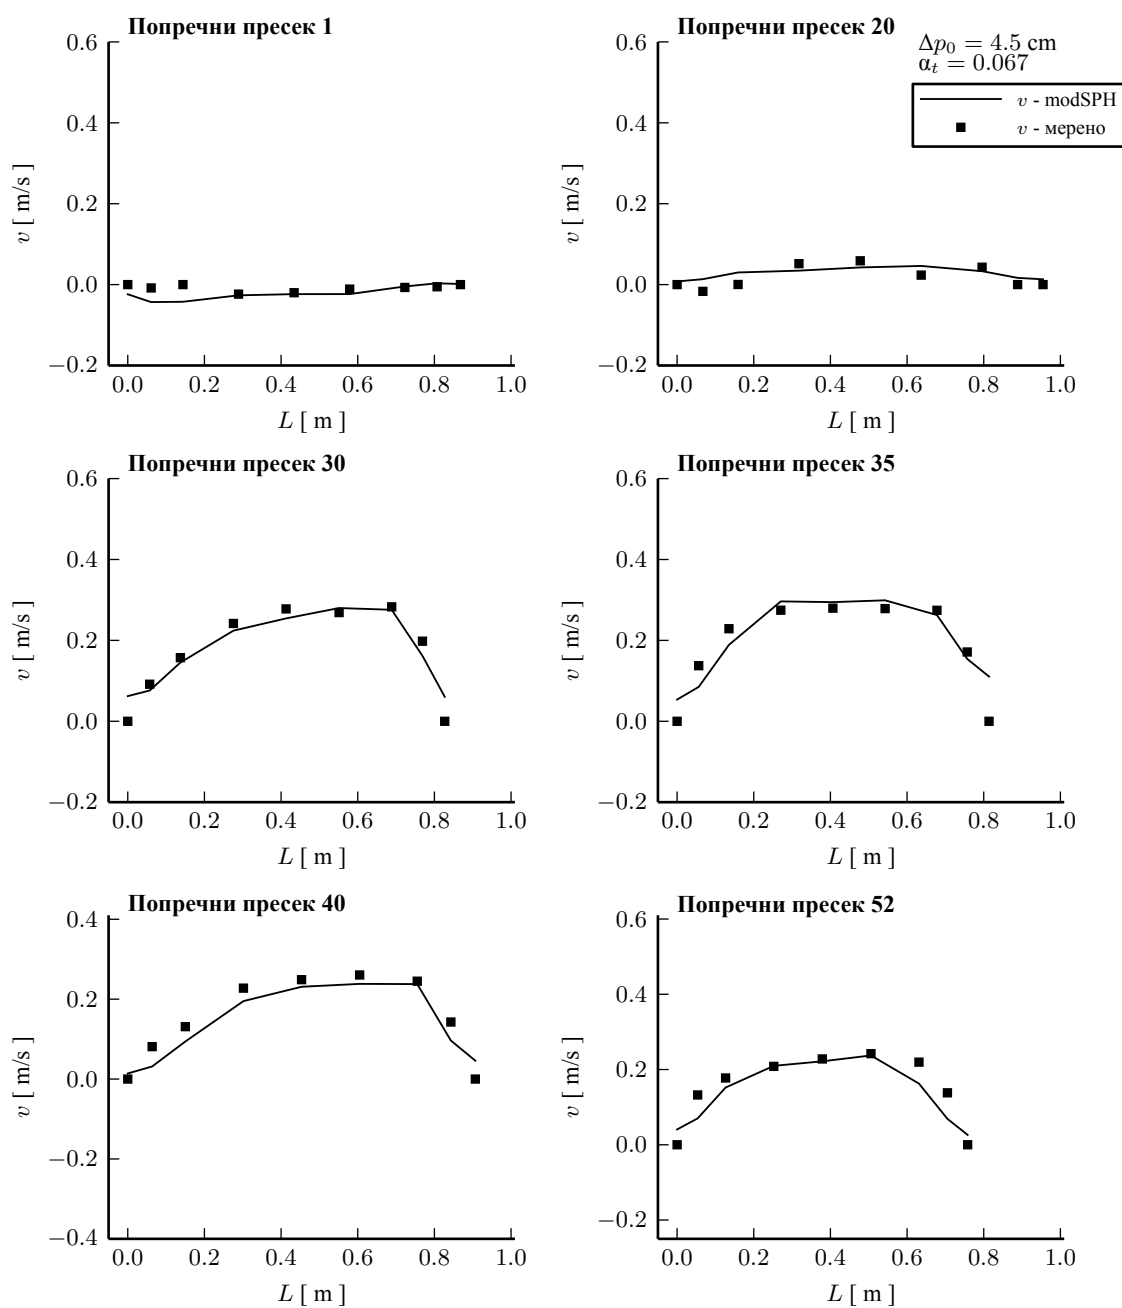 Попречни пресек 1
0.6
0.4
0.2
0.0
−0.2
v [ m/s ]
0.0 0.2 0.4 0.6 0.8 1.0
L [ m ]
Попречни пресек 20
Δp₀ = 4.5 cm
αₜ = 0.067
v - modSPH
v - мерено
0.6
0.4
0.2
0.0
−0.2
v [ m/s ]
0.0 0.2 0.4 0.6 0.8 1.0
L [ m ]
Попречни пресек 30
0.6
0.4
0.2
0.0
−0.2
v [ m/s ]
0.0 0.2 0.4 0.6 0.8 1.0
L [ m ]
Попречни пресек 35
0.6
0.4
0.2
0.0
−0.2
v [ m/s ]
0.0 0.2 0.4 0.6 0.8 1.0
L [ m ]
Попречни пресек 40
0.4
0.2
0.0
−0.2
−0.4
v [ m/s ]
0.0 0.2 0.4 0.6 0.8 1.0
L [ m ]
Попречни пресек 52
0.6
0.4
0.2
0.0
−0.2
v [ m/s ]
0.0 0.2 0.4 0.6 0.8 1.0
L [ m ]